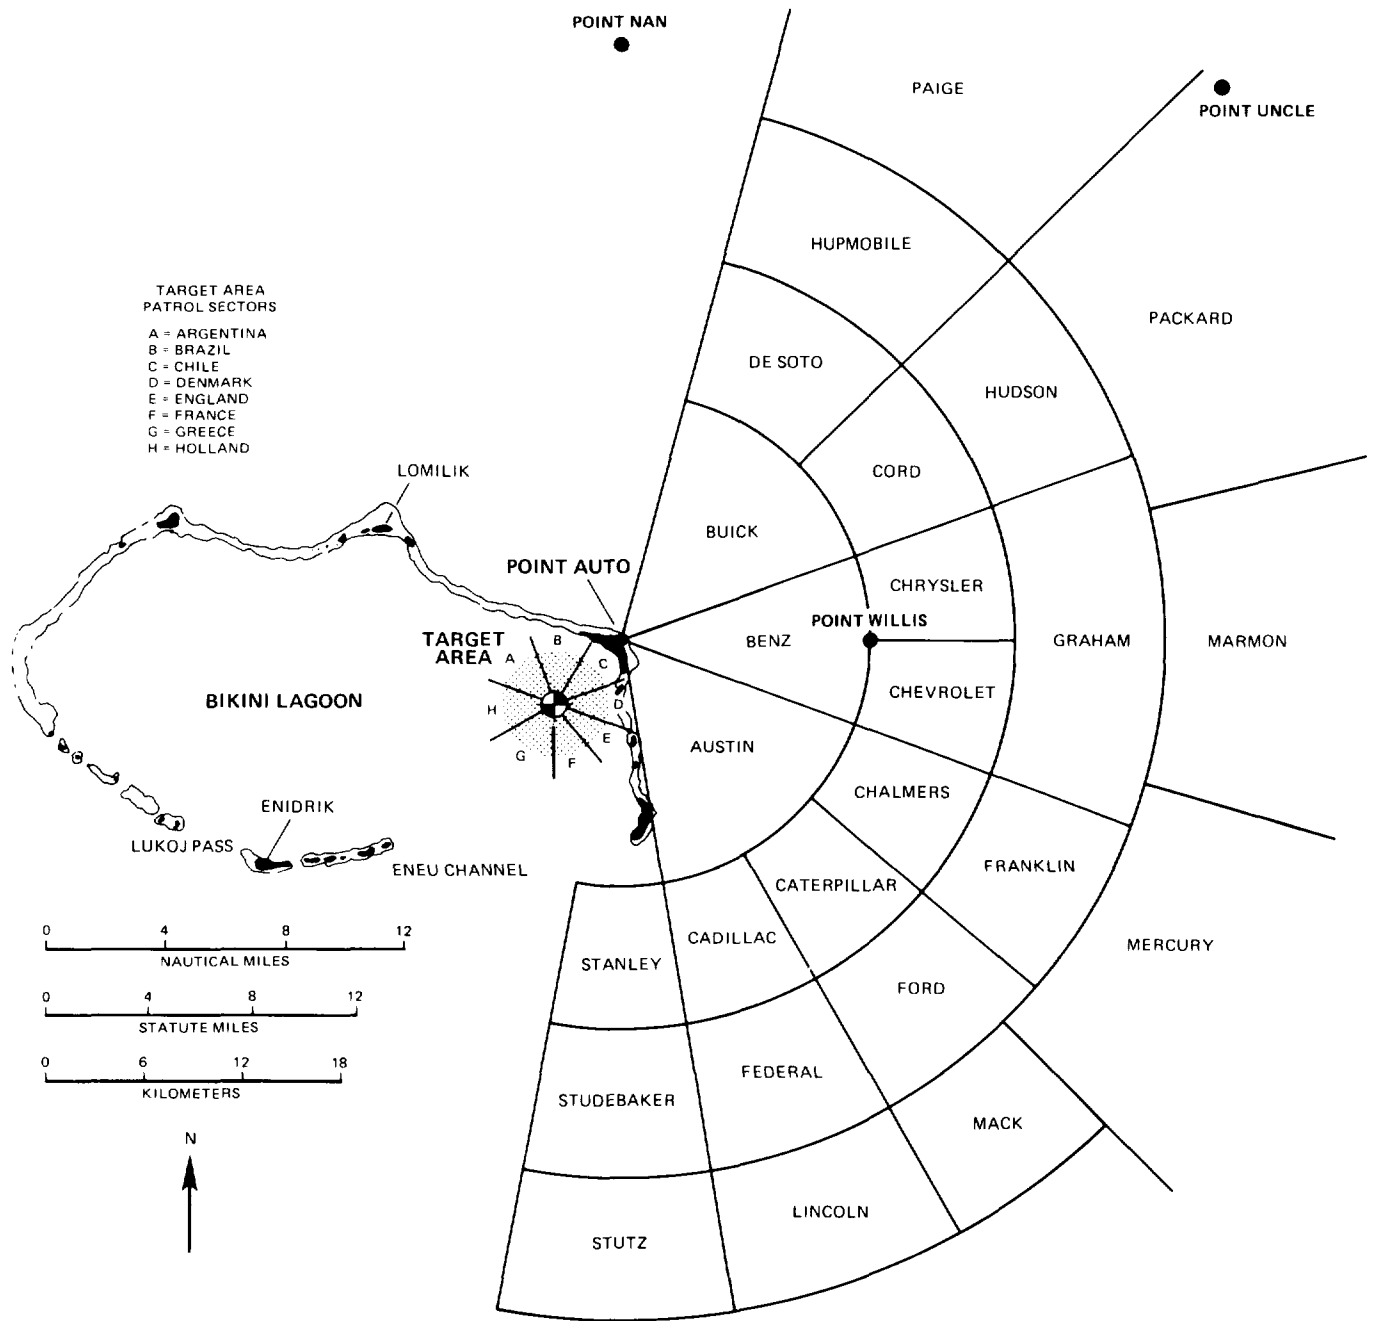 POINT NAN
PAIGE
POINT UNCLE
HUPMOBILE
TARGET AREA
PATROL SECTORS
A = ARGENTINA
B = BRAZIL
C = CHILE
D = DENMARK
E = ENGLAND
F = FRANCE
G = GREECE
H = HOLLAND
PACKARD
DE SOTO
HUDSON
LOMILIK
CORD
BUICK
POINT AUTO
CHRYSLER
POINT WILLIS
BENZ
GRAHAM
MARMON
TARGET
AREA
A
B
C
D
E
F
G
H
BIKINI LAGOON
CHEVROLET
AUSTIN
CHALMERS
ENIDRIK
LUKOJ PASS
ENEU CHANNEL
FRANKLIN
CATERPILLAR
CADILLAC
MERCURY
STANLEY
FORD
0 4 8 12
NAUTICAL MILES
0 4 8 12
STATUTE MILES
0 6 12 18
KILOMETERS
FEDERAL
STUDEBAKER
MACK
N
LINCOLN
STUTZ